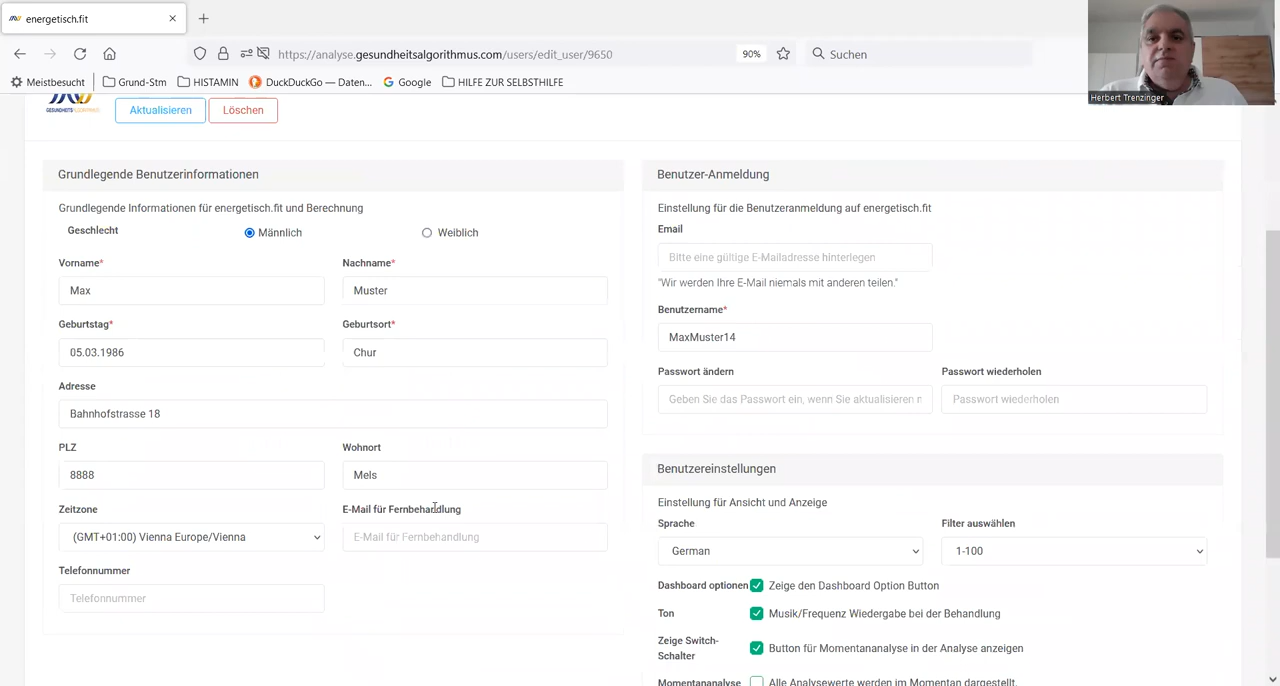 energetisch.fit
https://analyse.gesundheitsalgorithmus.com/users/edit_user/9650
90%
Suchen
Meistbesucht
Grund-Stm
HISTAMIN
DuckDuckGo — Daten...
Google
HILFE ZUR SELBSTHILFE
Herbert Trenzinger
GESUNDHEITSALGORITHMUS
Aktualisieren
Löschen
Grundlegende Benutzerinformationen
Grundlegende Informationen für energetisch.fit und Berechnung
Geschlecht
Männlich
Weiblich
Vorname*
Nachname*
Max
Muster
Geburtstag*
Geburtsort*
05.03.1986
Chur
Adresse
Bahnhofstrasse 18
PLZ
Wohnort
8888
Mels
Zeitzone
E-Mail für Fernbehandlung
(GMT+01:00) Vienna Europe/Vienna
E-Mail für Fernbehandlung
Telefonnummer
Telefonnummer
Benutzer-Anmeldung
Einstellung für die Benutzeranmeldung auf energetisch.fit
Email
Bitte eine gültige E-Mailadresse hinterlegen
"Wir werden Ihre E-Mail niemals mit anderen teilen."
Benutzername*
MaxMuster14
Passwort ändern
Passwort wiederholen
Geben Sie das Passwort ein, wenn Sie aktualisieren
Passwort wiederholen
Benutzereinstellungen
Einstellung für Ansicht und Anzeige
Sprache
Filter auswählen
German
1-100
Dashboard optionen
Zeige den Dashboard Option Button
Ton
Musik/Frequenz Wiedergabe bei der Behandlung
Zeige Switch-
Schalter
Button für Momentananalyse in der Analyse anzeigen
Momentananalyse
Alle Analysewerte werden im Momentan dargestellt.